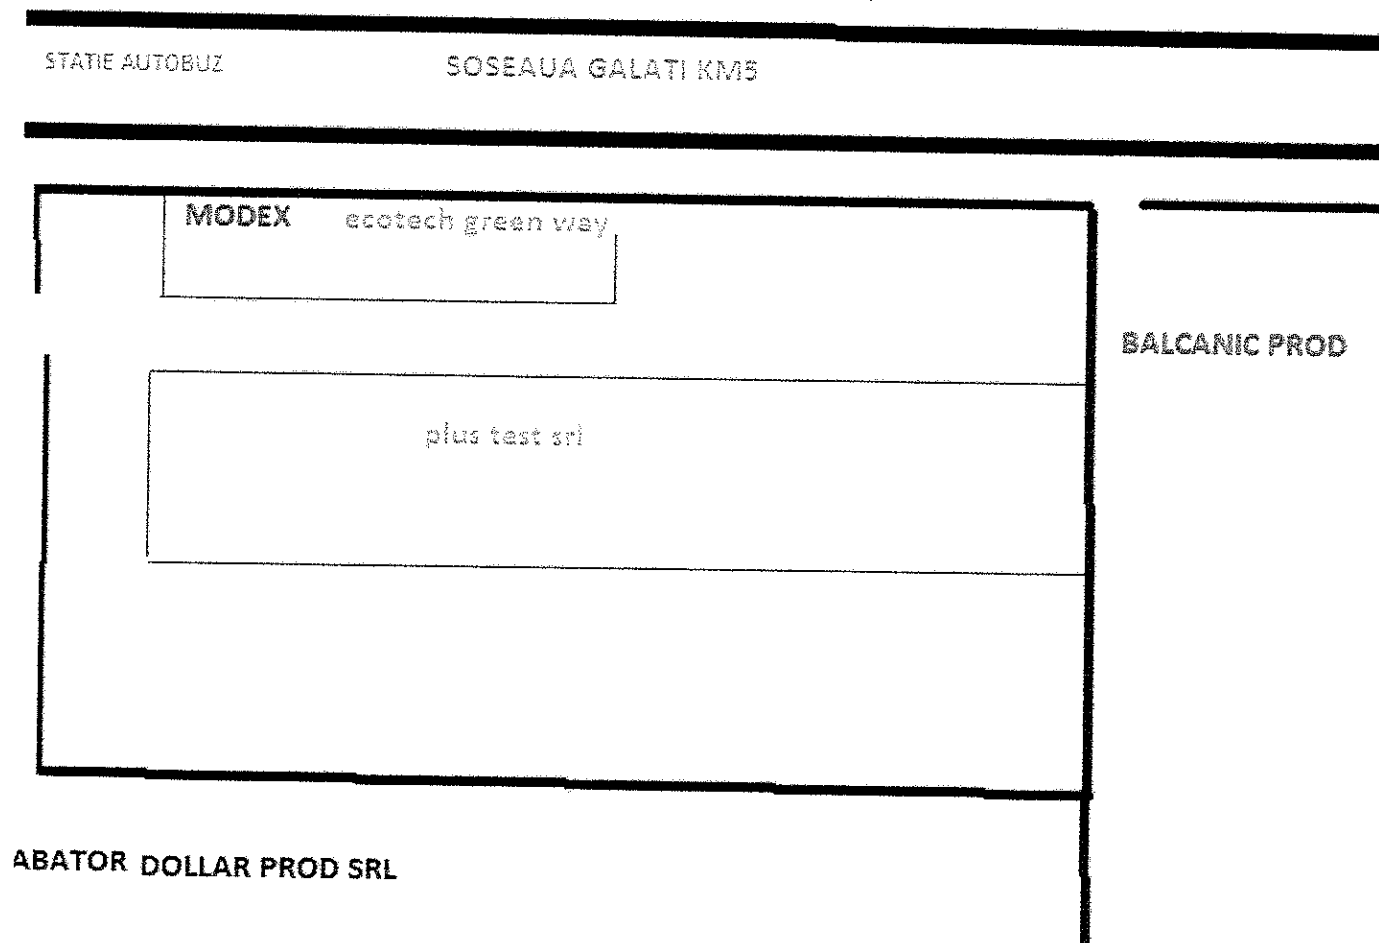 STATIE AUTOBUZ SOSEAUA GALATI KM5
MODEX ecotech green way
BALCANIC PROD
plus test srl
ABATOR DOLLAR PROD SRL